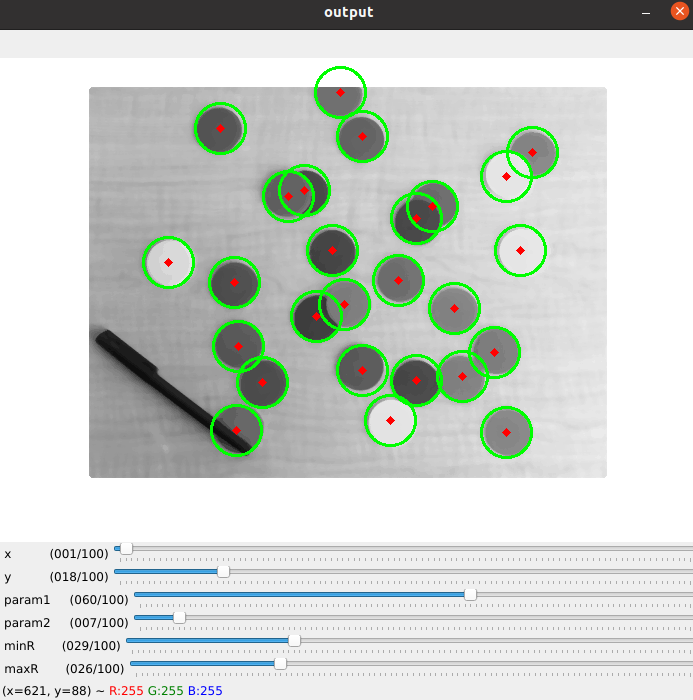 output
x (001/100)
y (018/100)
param1 (060/100)
param2 (007/100)
minR (029/100)
maxR (026/100)
(x=621, y=88) ~ R:255 G:255 B:255